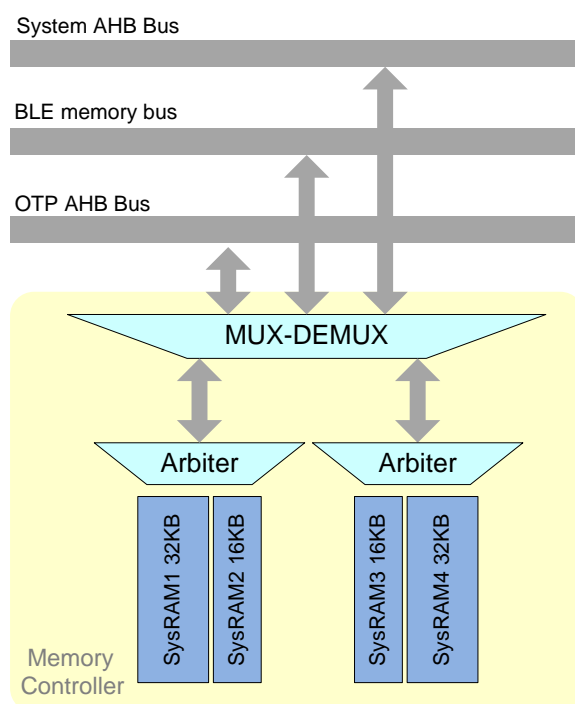 System AHB Bus
BLE memory bus
OTP AHB Bus
MUX-DEMUX
Arbiter
Arbiter
SysRAM1 32KB
SysRAM2 16KB
SysRAM3 16KB
SysRAM4 32KB
Memory
Controller